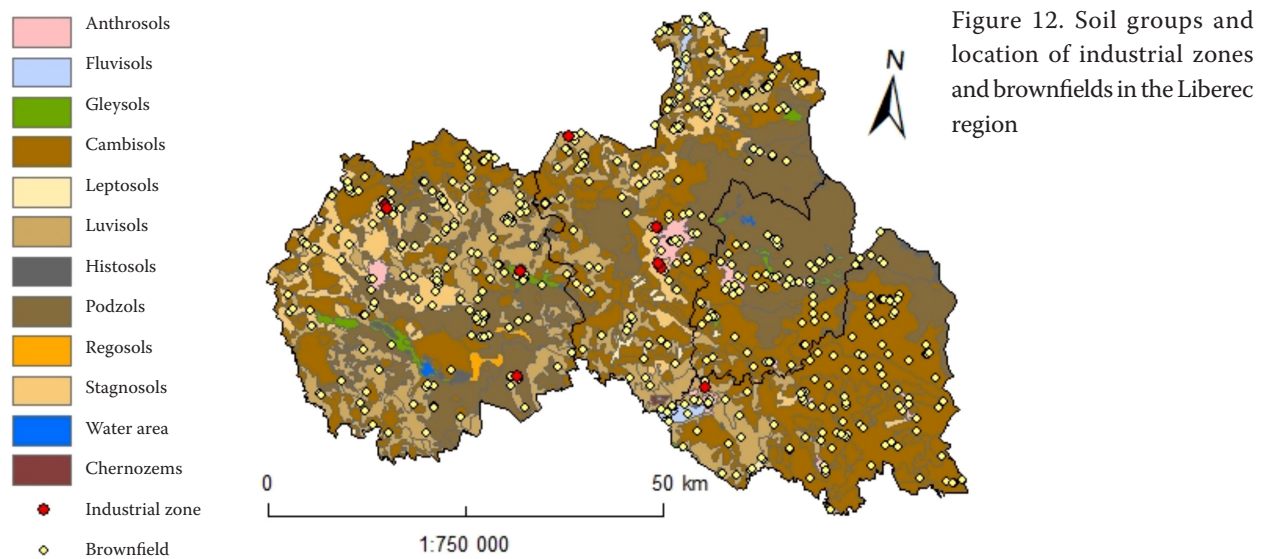 Anthrosols
Fluvisols
Gleysols
Cambisols
Leptosols
Luvisols
Histosols
Podzols
Regosols
Stagnosols
Water area
Chernozems
Industrial zone
Brownfield
0
50 km
1:750 000
N
Figure 12. Soil groups and
location of industrial zones
and brownfields in the Liberec
region